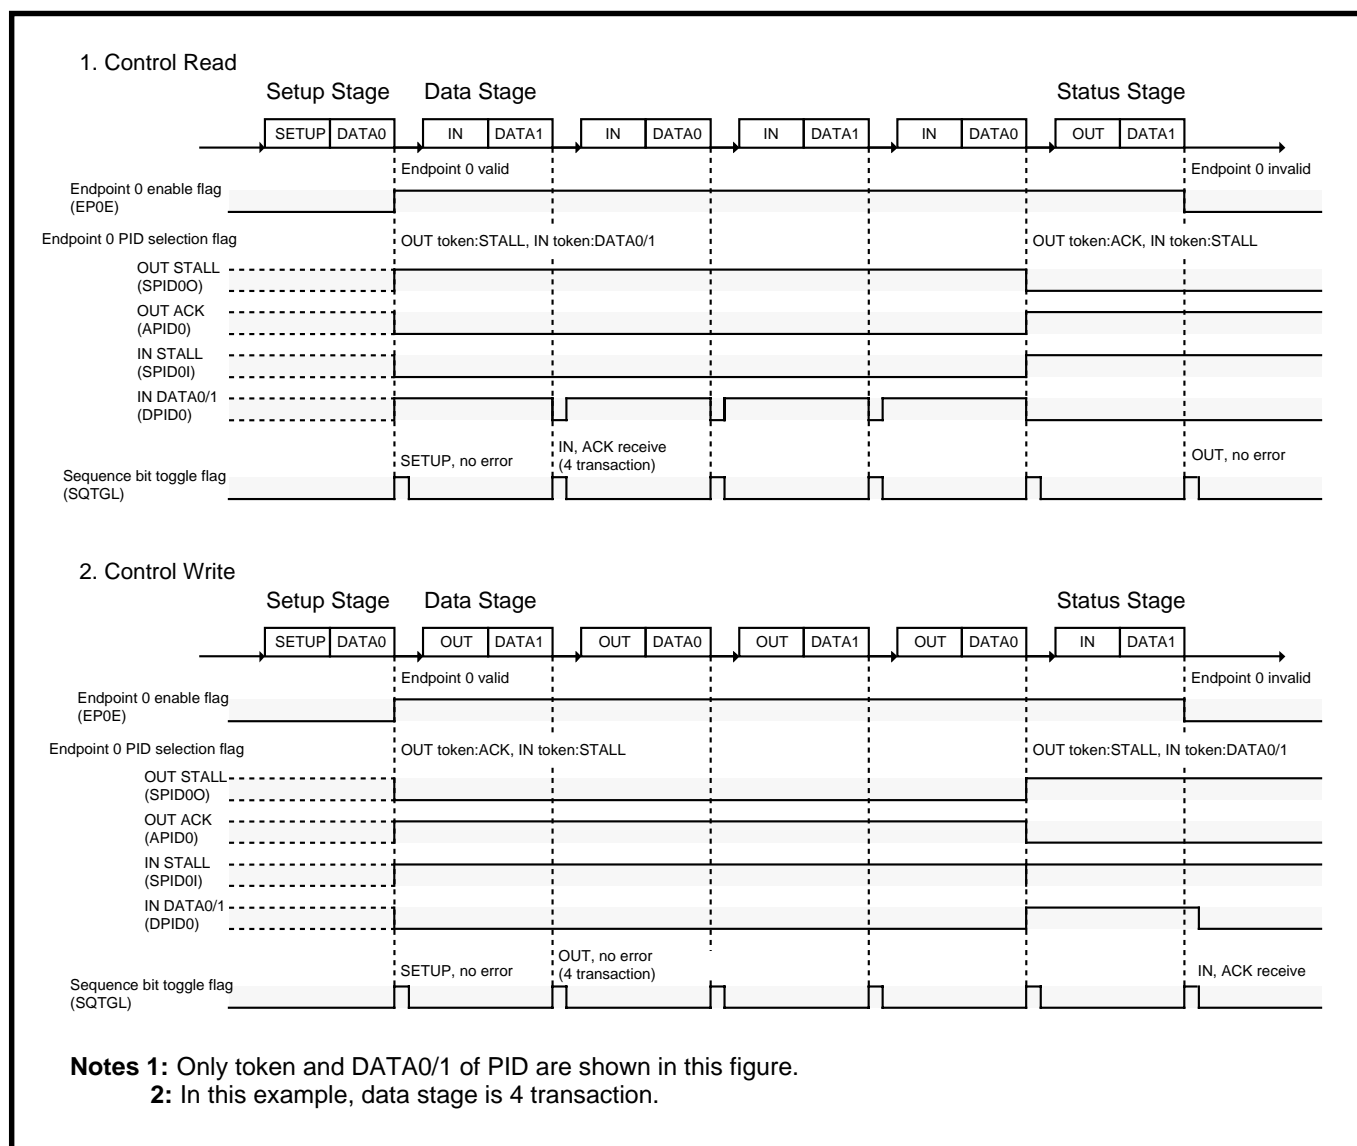 1. Control Read
Setup Stage Data Stage Status Stage
SETUP DATA0 IN DATA1 IN DATA0 IN DATA1 IN DATA0 OUT DATA1
Endpoint 0 valid Endpoint 0 invalid
Endpoint 0 enable flag
(EP0E)
Endpoint 0 PID selection flag OUT token:STALL, IN token:DATA0/1 OUT token:ACK, IN token:STALL
OUT STALL
(SPID0O)
OUT ACK
(APID0)
IN STALL
(SPID0I)
IN DATA0/1
(DPID0)
SETUP, no error
IN, ACK receive
(4 transaction)
OUT, no error
Sequence bit toggle flag
(SQTGL)
2. Control Write
Setup Stage Data Stage Status Stage
SETUP DATA0 OUT DATA1 OUT DATA0 OUT DATA1 OUT DATA0 IN DATA1
Endpoint 0 valid Endpoint 0 invalid
Endpoint 0 enable flag
(EP0E)
Endpoint 0 PID selection flag OUT token:ACK, IN token:STALL OUT token:STALL, IN token:DATA0/1
OUT STALL
(SPID0O)
OUT ACK
(APID0)
IN STALL
(SPID0I)
IN DATA0/1
(DPID0)
SETUP, no error
OUT, no error
(4 transaction)
IN, ACK receive
Sequence bit toggle flag
(SQTGL)
Notes 1: Only token and DATA0/1 of PID are shown in this figure.
2: In this example, data stage is 4 transaction.